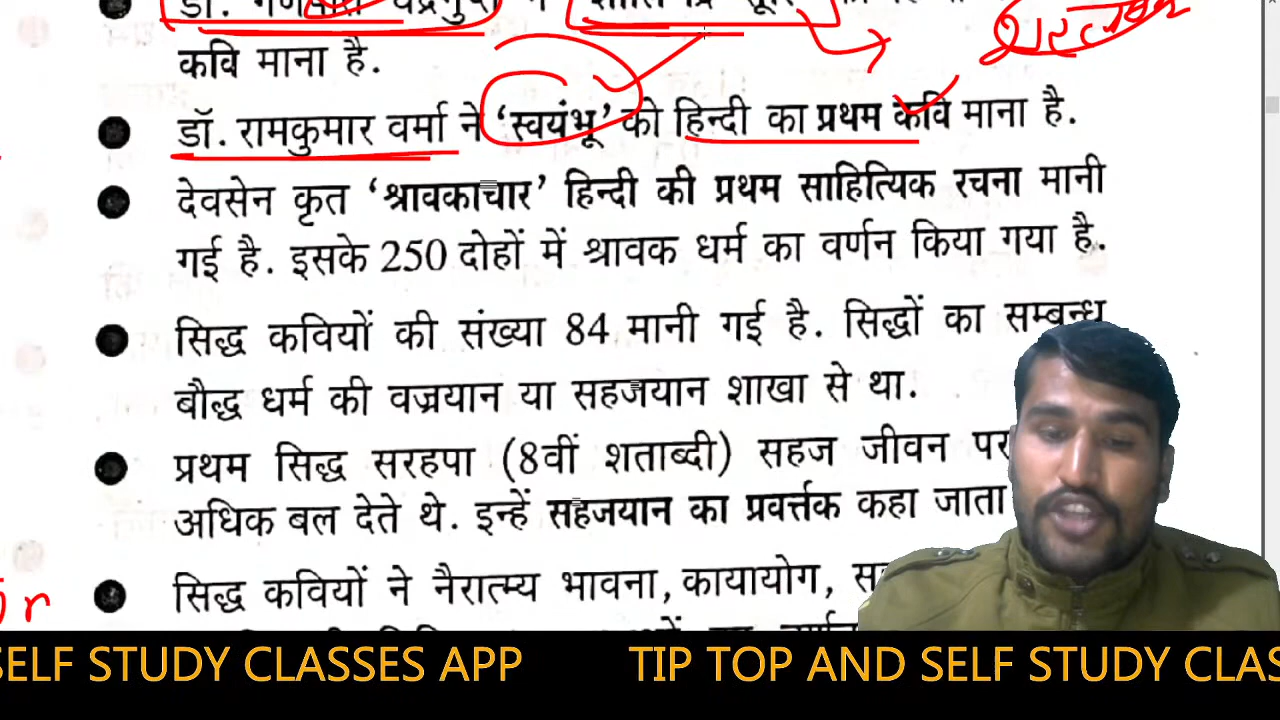 डॉ.
कवि माना है.
डॉ. रामकुमार वर्मा ने ‘स्वयंभू’ को हिन्दी का प्रथम कवि माना है.
देवसेन कृत ‘श्रावकाचार’ हिन्दी की प्रथम साहित्यिक रचना मानी
गई है. इसके 250 दोहों में श्रावक धर्म का वर्णन किया गया है.
सिद्ध कवियों की संख्या 84 मानी गई है. सिद्धों का सम्बन्ध
बौद्ध धर्म की वज्रयान या सहजयान शाखा से था.
प्रथम सिद्ध सरहपा (8वीं शताब्दी) सहज जीवन पर
अधिक बल देते थे. इन्हें सहजयान का प्रवर्त्तक कहा जाता
सिद्ध कवियों ने नैरात्म्य भावना, कायायोग,
SELF STUDY CLASSES APP TIP TOP AND SELF STUDY CLAS